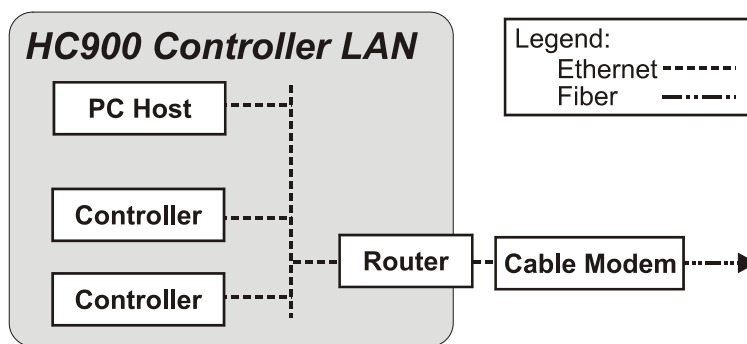 HC900 Controller LAN
PC Host
Controller
Controller
Router
Cable Modem
Legend:
Ethernet
Fiber